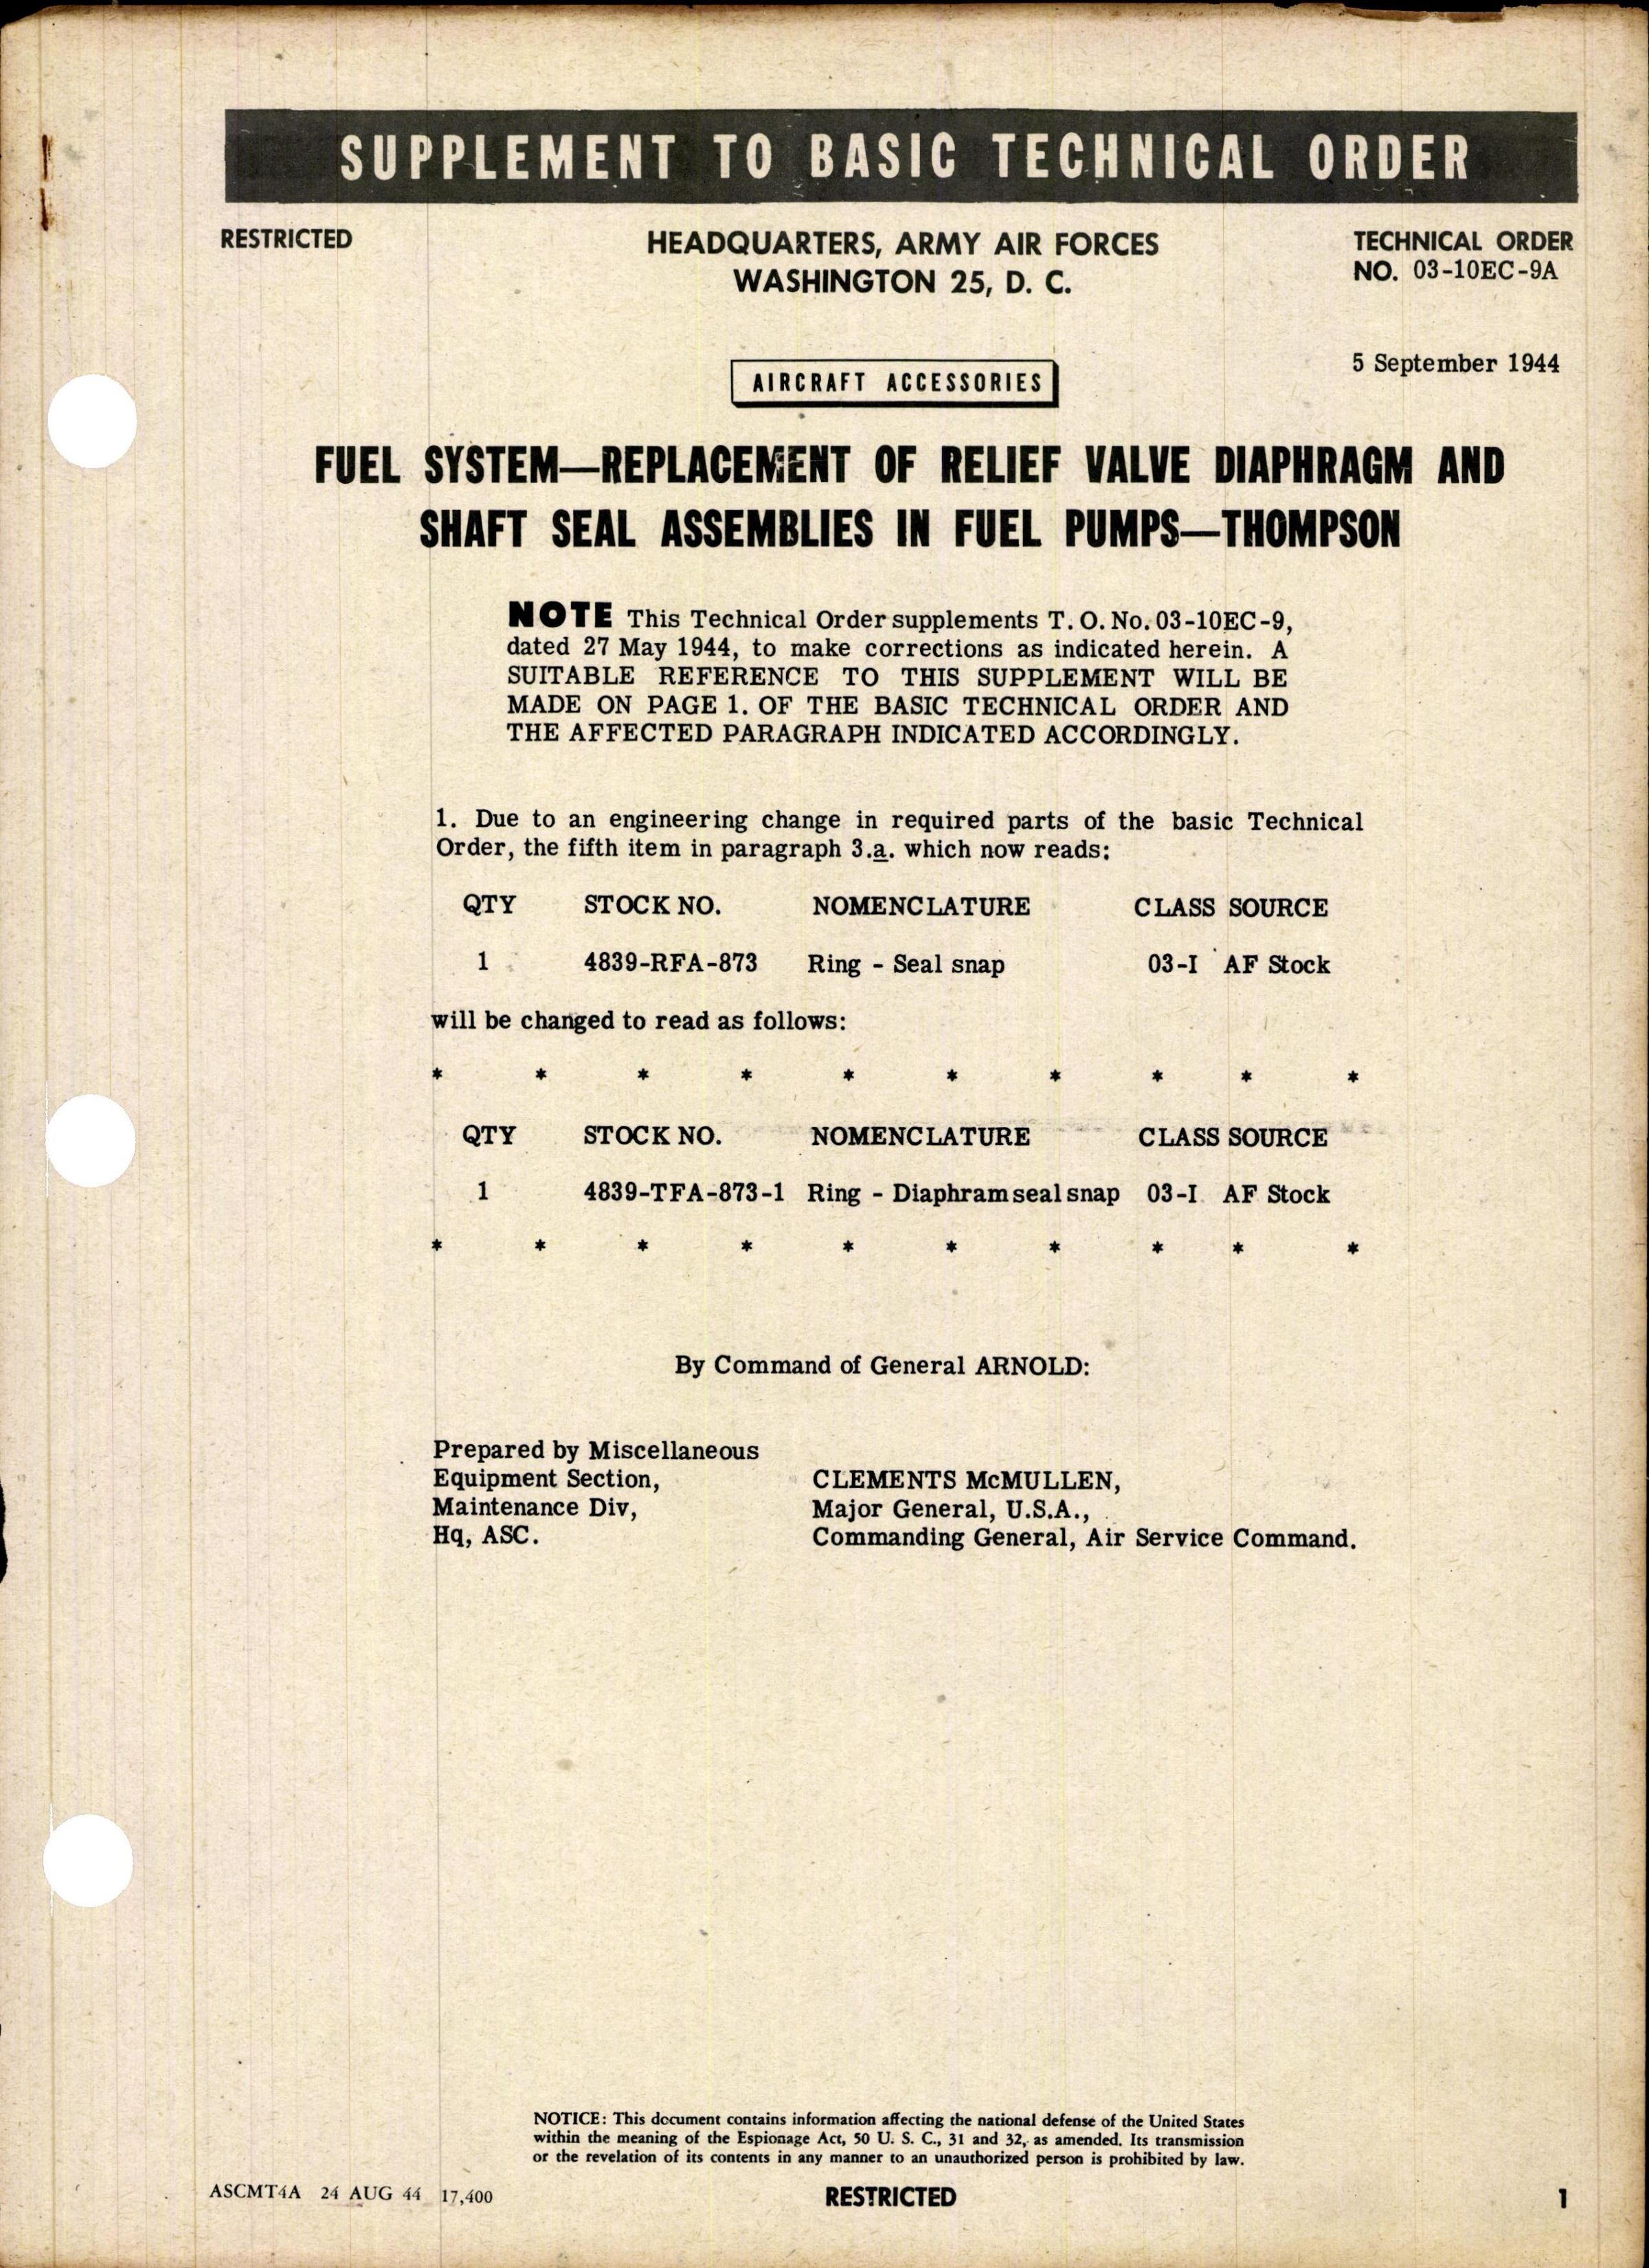 SUPPLEMENT TO BASIC TECHNICAL ORDER
RESTRICTED
HEADQUARTERS, ARMY AIR FORCES
WASHINGTON 25, D. C.
TECHNICAL ORDER
NO. 03-10EC-9A
5 September 1944
AIRCRAFT ACCESSORIES
FUEL SYSTEM—REPLACEMENT OF RELIEF VALVE DIAPHRAGM AND
SHAFT SEAL ASSEMBLIES IN FUEL PUMPS—THOMPSON
NOTE This Technical Order supplements T. O. No. 03-10EC-9,
dated 27 May 1944, to make corrections as indicated herein. A
SUITABLE REFERENCE TO THIS SUPPLEMENT WILL BE
MADE ON PAGE 1. OF THE BASIC TECHNICAL ORDER AND
THE AFFECTED PARAGRAPH INDICATED ACCORDINGLY.
1. Due to an engineering change in required parts of the basic Technical
Order, the fifth item in paragraph 3.a. which now reads:
QTY STOCK NO. NOMENCLATURE CLASS SOURCE
1 4839-RFA-873 Ring - Seal snap 03-I AF Stock
will be changed to read as follows:
* * * * * * * * * *
QTY STOCK NO. NOMENCLATURE CLASS SOURCE
1 4839-TFA-873-1 Ring - Diaphram seal snap 03-I AF Stock
* * * * * * * * * *
By Command of General ARNOLD:
Prepared by Miscellaneous
Equipment Section,
Maintenance Div,
Hq, ASC.
CLEMENTS McMULLEN,
Major General, U.S.A.,
Commanding General, Air Service Command.
NOTICE: This document contains information affecting the national defense of the United States
within the meaning of the Espionage Act, 50 U. S. C., 31 and 32, as amended. Its transmission
or the revelation of its contents in any manner to an unauthorized person is prohibited by law.
ASCMT4A 24 AUG 44 17,400
RESTRICTED
1